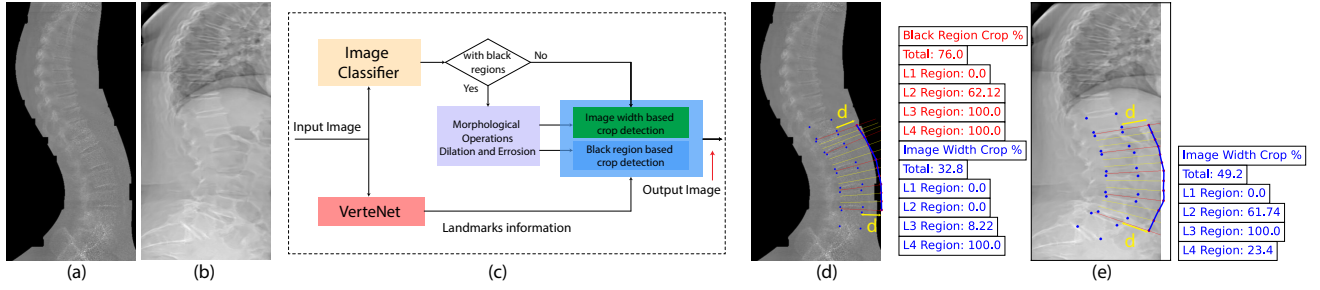 (a)
(b)
Input Image
Image
Classifier
with black
regions
No
Yes
Morphological
Operations
Dilation and Errosion
Image width based
crop detection
Black region based
crop detection
Output Image
VerteNet
Landmarks information
(c)
d
d
(d)
Black Region Crop %
Total: 76.0
L1 Region: 0.0
L2 Region: 62.12
L3 Region: 100.0
L4 Region: 100.0
Image Width Crop %
Total: 32.8
L1 Region: 0.0
L2 Region: 0.0
L3 Region: 8.22
L4 Region: 100.0
d
d
(e)
Image Width Crop %
Total: 49.2
L1 Region: 0.0
L2 Region: 61.74
L3 Region: 100.0
L4 Region: 23.4